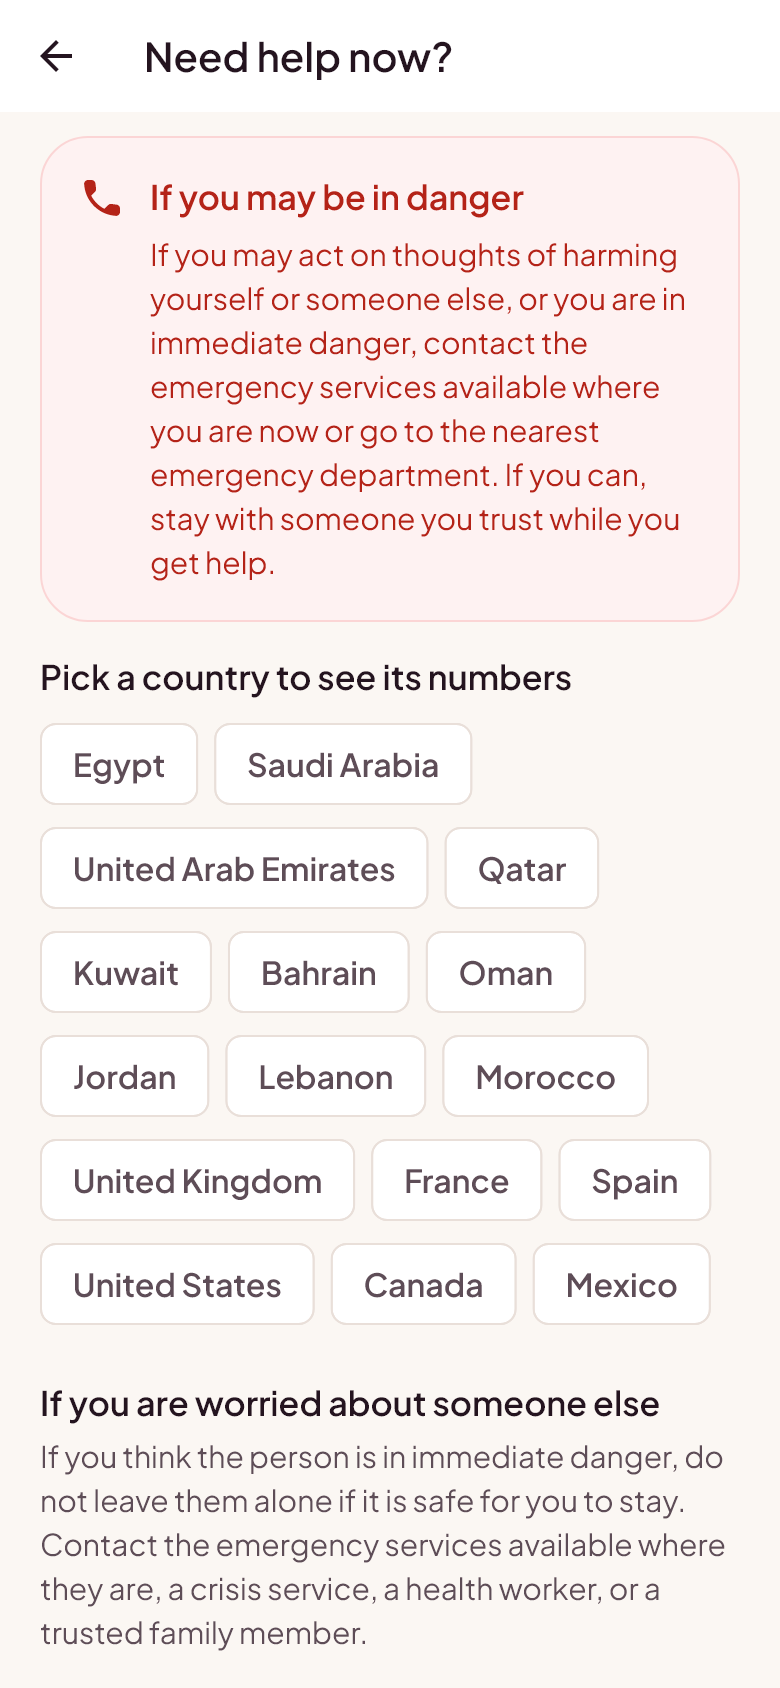 Need help now?
If you may be in danger
If you may act on thoughts of harming
yourself or someone else, or you are in
immediate danger, contact the
emergency services available where
you are now or go to the nearest
emergency department. If you can,
stay with someone you trust while you
get help.
Pick a country to see its numbers
Egypt Saudi Arabia
United Arab Emirates Qatar
Kuwait Bahrain Oman
Jordan Lebanon Morocco
United Kingdom France Spain
United States Canada Mexico
If you are worried about someone else
If you think the person is in immediate danger, do
not leave them alone if it is safe for you to stay.
Contact the emergency services available where
they are, a crisis service, a health worker, or a
trusted family member.